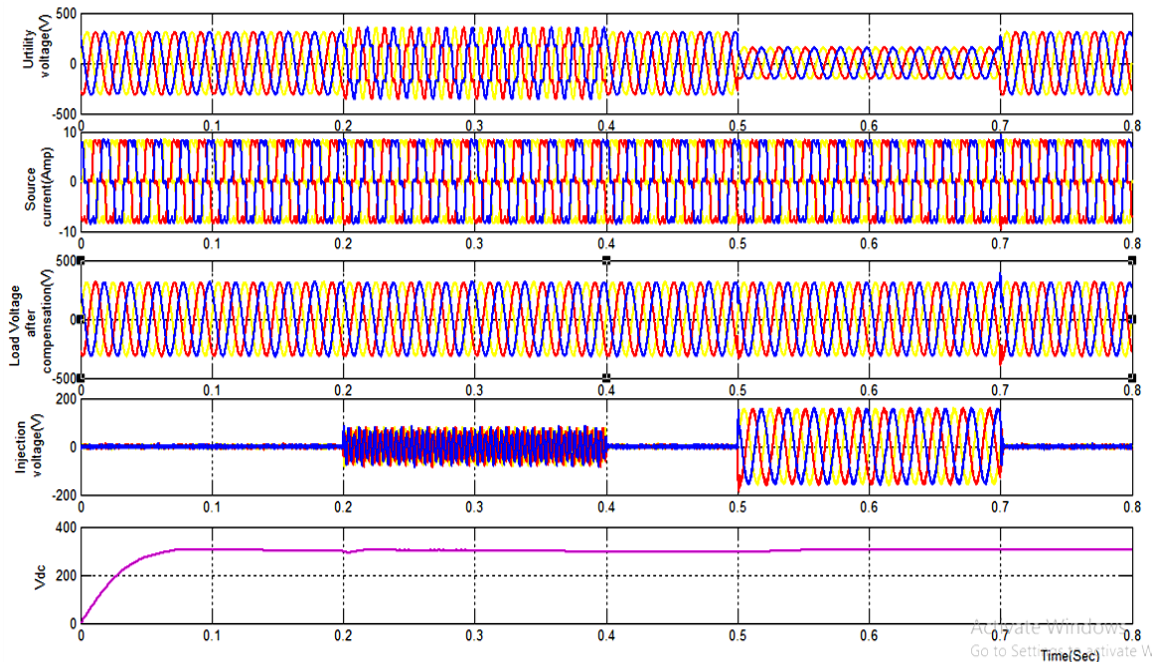 Urtility
voltage(V)
500
0
-500
0 0.1 0.2 0.3 0.4 0.5 0.6 0.7 0.8
Source
current(Amp)
10
0
-10
0 0.1 0.2 0.3 0.4 0.5 0.6 0.7 0.8
Load Voltage
after
compensation(V)
500
0
-500
0 0.1 0.2 0.3 0.4 0.5 0.6 0.7 0.8
Injection
voltage(V)
200
0
-200
0 0.1 0.2 0.3 0.4 0.5 0.6 0.7 0.8
Vdc
400
200
0
0 0.1 0.2 0.3 0.4 0.5 0.6 0.7 0.8
Activate Windows
Go to Settings to activate W
Time(Sec)